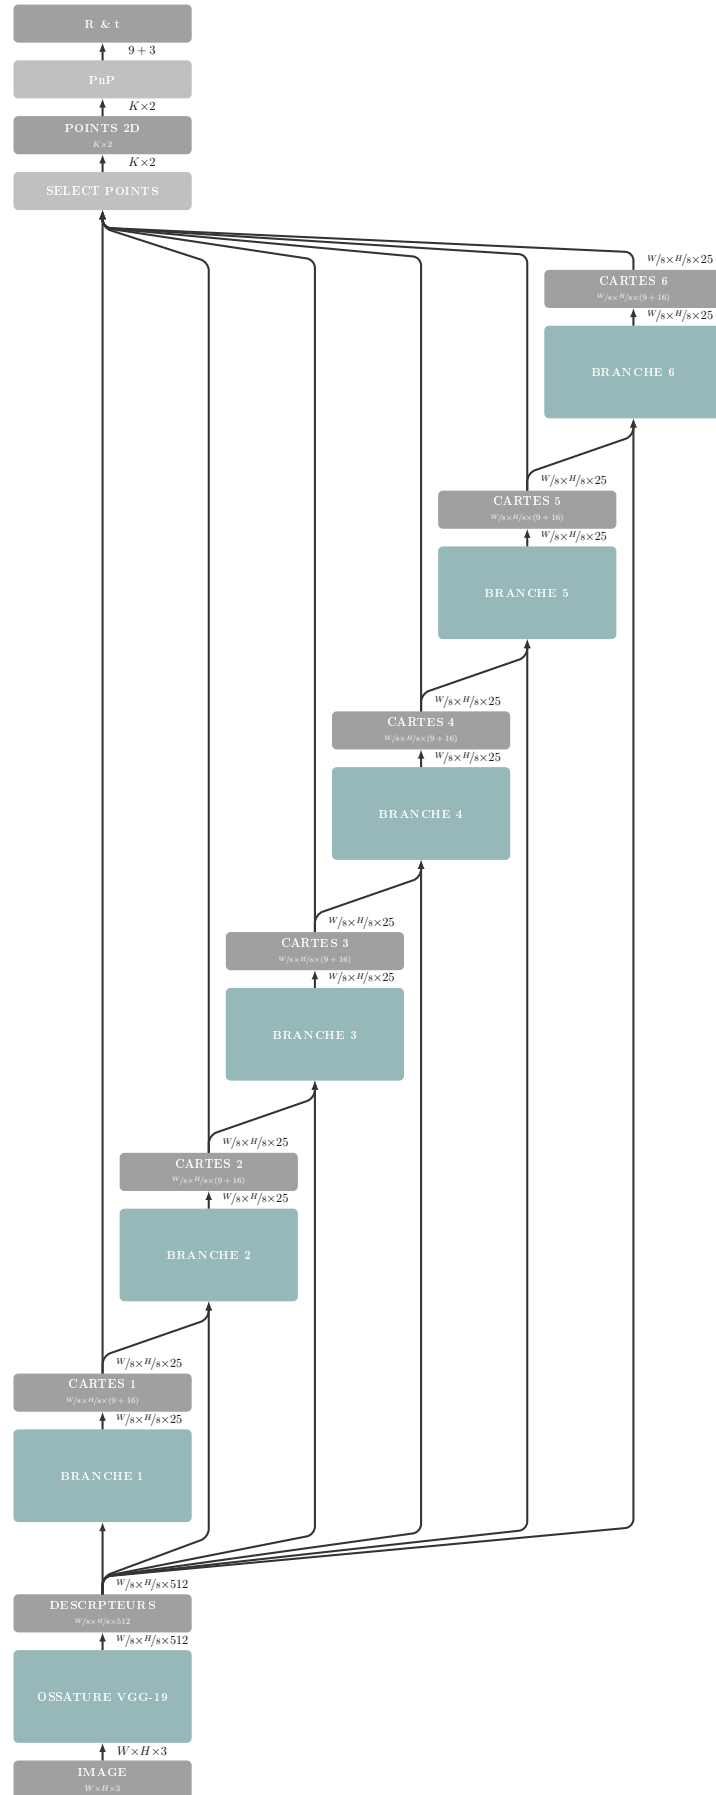 R & t
9 + 3
PnP
K×2
POINTS 2D
K×2
K×2
SELECT POINTS
W/s×H/s×25
CARTES 6
W/s×H/s×(9 + 16)
W/s×H/s×25
BRANCHE 6
W/s×H/s×25
CARTES 5
W/s×H/s×(9 + 16)
W/s×H/s×25
BRANCHE 5
W/s×H/s×25
CARTES 4
W/s×H/s×(9 + 16)
W/s×H/s×25
BRANCHE 4
W/s×H/s×25
CARTES 3
W/s×H/s×(9 + 16)
W/s×H/s×25
BRANCHE 3
W/s×H/s×25
CARTES 2
W/s×H/s×(9 + 16)
W/s×H/s×25
BRANCHE 2
W/s×H/s×25
CARTES 1
W/s×H/s×(9 + 16)
W/s×H/s×25
BRANCHE 1
W/s×H/s×512
DESCRPTEURS
W/s×H/s×512
W/s×H/s×512
OSSATURE VGG-19
W×H×3
IMAGE
W×H×3